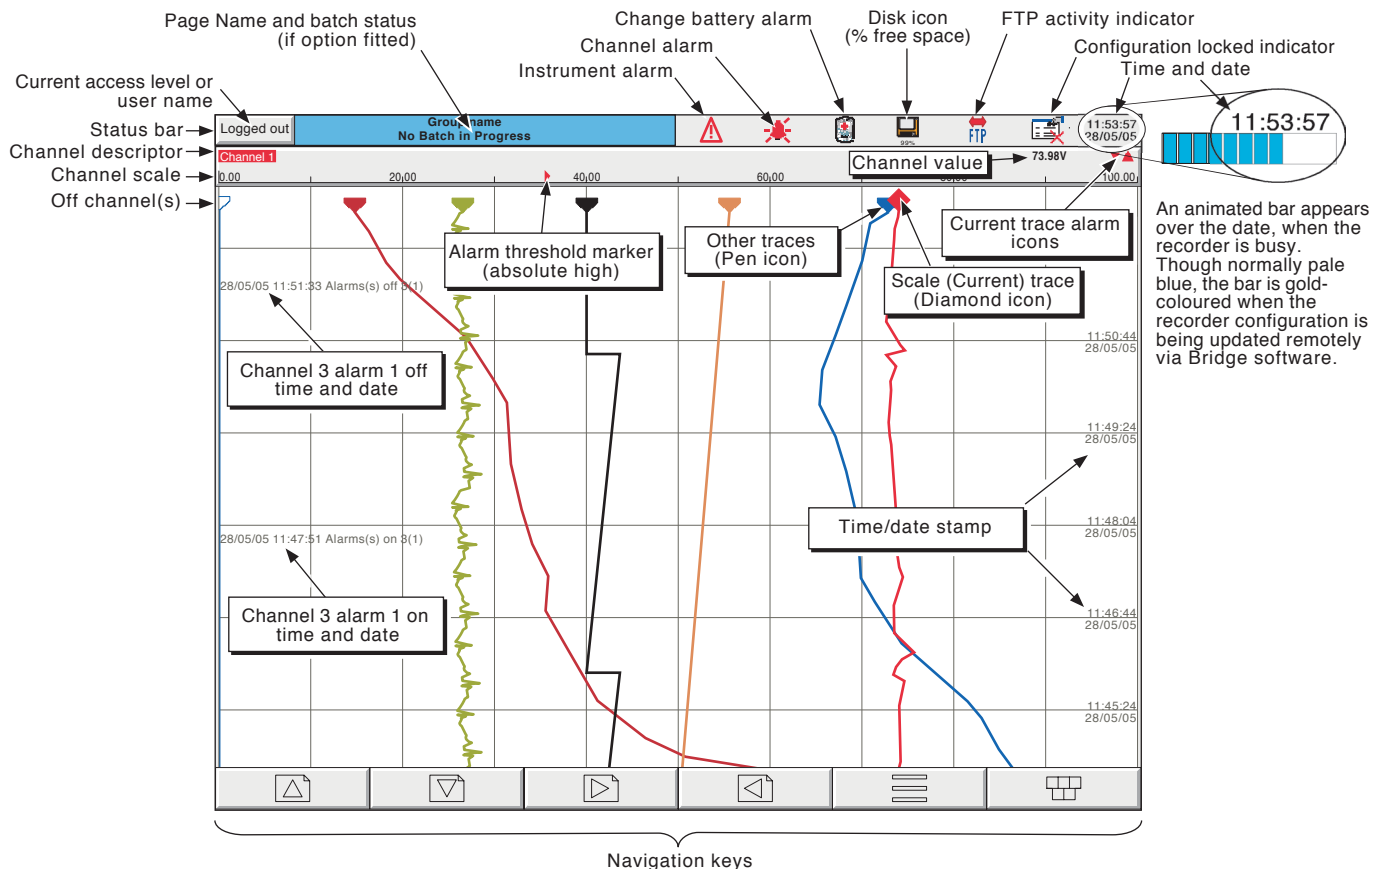 Page Name and batch status
(if option fitted)
Change battery alarm
Channel alarm
Instrument alarm
Disk icon
(% free space)
FTP activity indicator
Configuration locked indicator
Time and date
Current access level or
user name
Status bar
Channel descriptor
Channel scale
Off channel(s)
Logged out
Group name
No Batch in Progress
99%
FTP
11:53:57
28/05/05
11:53:57
Channel 1
Channel value
73.98V
0.00
20.00
40.00
60.00
100.00
Alarm threshold marker
(absolute high)
Other traces
(Pen icon)
Current trace alarm
icons
Scale (Current) trace
(Diamond icon)
An animated bar appears
over the date, when the
recorder is busy.
Though normally pale
blue, the bar is gold-
coloured when the
recorder configuration is
being updated remotely
via Bridge software.
28/05/05 11:51:33 Alarms(s) off 3(1)
Channel 3 alarm 1 off
time and date
11:50:44
28/05/05
11:49:24
28/05/05
Time/date stamp
11:48:04
28/05/05
28/05/05 11:47:51 Alarms(s) on 3(1)
Channel 3 alarm 1 on
time and date
11:46:44
28/05/05
11:45:24
28/05/05
Navigation keys